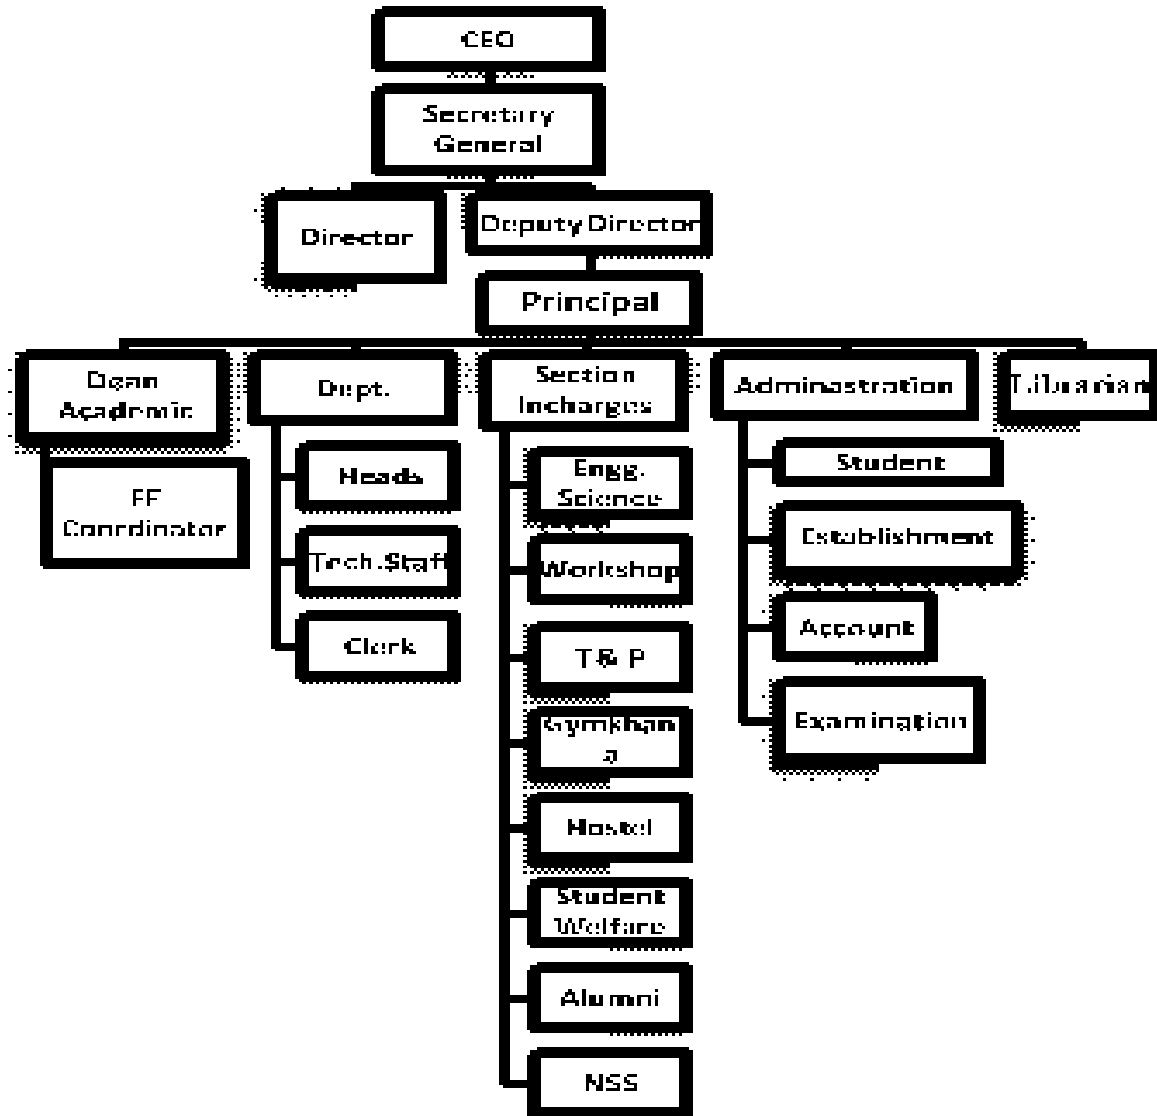 CEO
Secretary
General
Director
Deputy Director
Principal
Dean
Academic
Dept.
Section
Incharges
Administration
Librarian
Coordinator
Heads
Tech.Staff
Clerk
Engg.
Science
Workshop
T & P
Gymkhan
a
Hostel
Student
Welfare
Alumni
NSS
Student
Establishment
Account
Examination